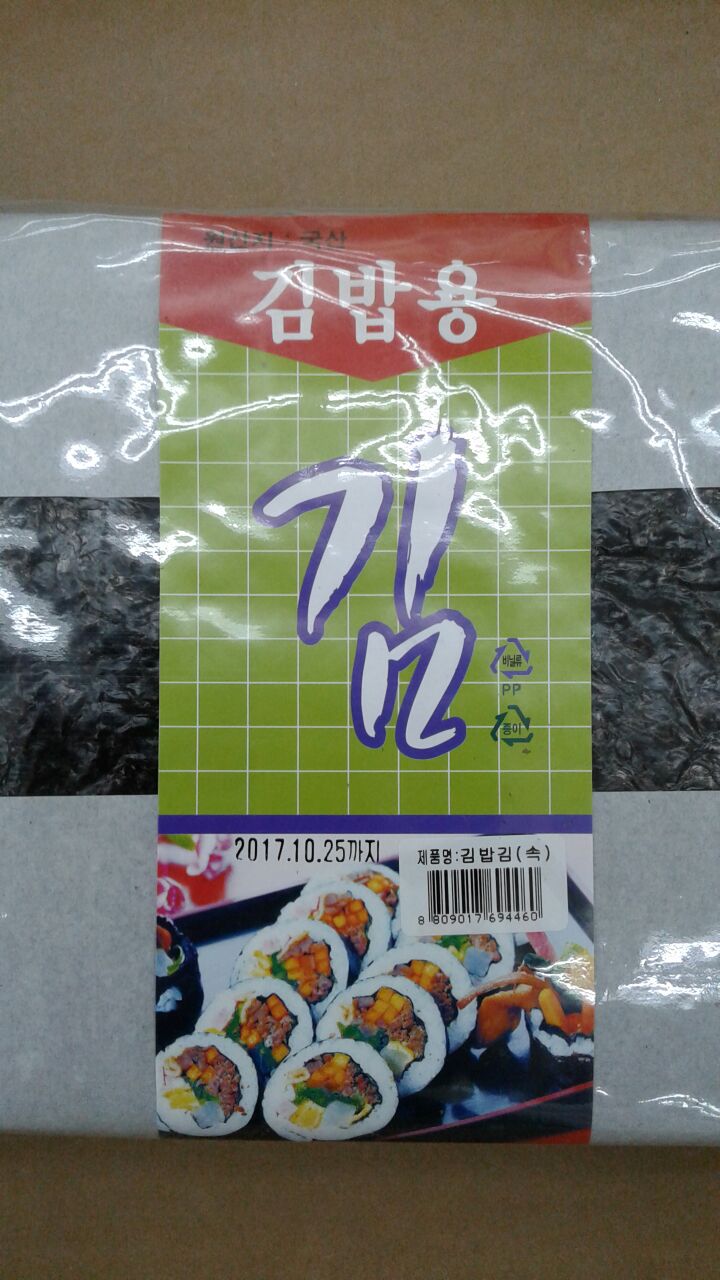 원산지 : 국산
김밥용
김
비닐류
PP
종이
2017.10.25까지
제품명:김밥김(속)
8 809017 694460